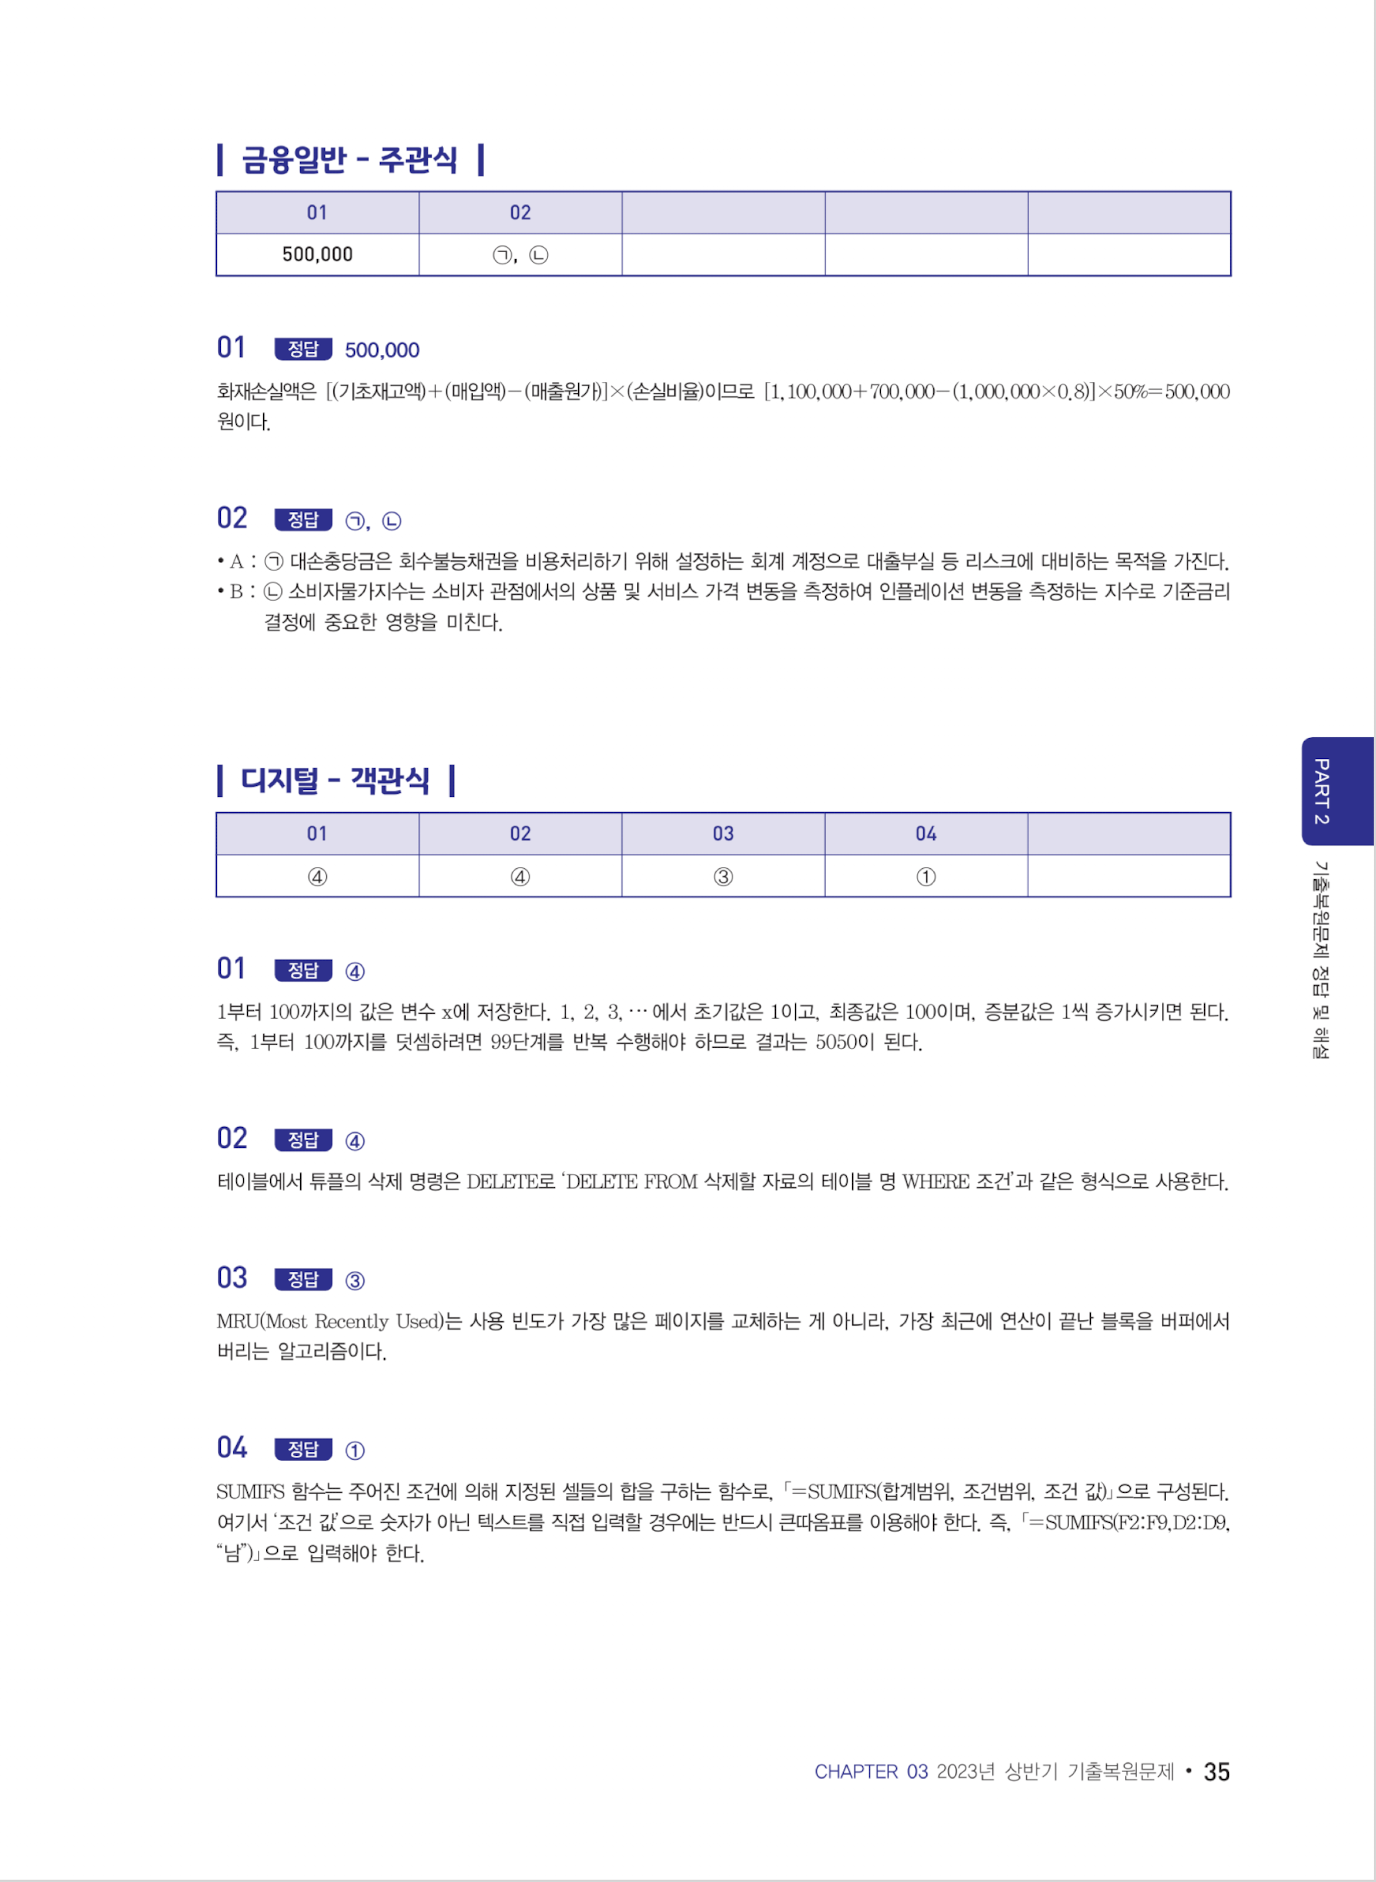 금융일반 - 주관식
01 02
500,000 ㉠, ㉡
01 정답 500,000
화재손실액은 [(기초재고액)+(매입액)-(매출원가)]×(손실비율)이므로 [1,100,000+700,000-(1,000,000×0.8)]×50%=500,000
원이다.
02 정답 ㉠, ㉡
• A : ㉠ 대손충당금은 회수불능채권을 비용처리하기 위해 설정하는 회계 계정으로 대출부실 등 리스크에 대비하는 목적을 가진다.
• B : ㉡ 소비자물가지수는 소비자 관점에서의 상품 및 서비스 가격 변동을 측정하여 인플레이션 변동을 측정하는 지수로 기준금리
결정에 중요한 영향을 미친다.
디지털 - 객관식
01 02 03 04
④ ④ ③ ①
01 정답 ④
1부터 100까지의 값은 변수 x에 저장한다. 1, 2, 3, … 에서 초기값은 1이고, 최종값은 100이며, 증분값은 1씩 증가시키면 된다.
즉, 1부터 100까지를 덧셈하려면 99단계를 반복 수행해야 하므로 결과는 5050이 된다.
02 정답 ④
테이블에서 튜플의 삭제 명령은 DELETE로 ‘DELETE FROM 삭제할 자료의 테이블 명 WHERE 조건’과 같은 형식으로 사용한다.
03 정답 ③
MRU(Most Recently Used)는 사용 빈도가 가장 많은 페이지를 교체하는 게 아니라, 가장 최근에 연산이 끝난 블록을 버퍼에서
버리는 알고리즘이다.
04 정답 ①
SUMIFS 함수는 주어진 조건에 의해 지정된 셀들의 합을 구하는 함수로, 「=SUMIFS(합계범위, 조건범위, 조건 값)」으로 구성된다.
여기서 ‘조건 값’으로 숫자가 아닌 텍스트를 직접 입력할 경우에는 반드시 큰따옴표를 이용해야 한다. 즉, 「=SUMIFS(F2:F9,D2:D9,
“남”)」으로 입력해야 한다.
PART 2
기출복원문제 정답 및 해설
CHAPTER 03 2023년 상반기 기출복원문제 • 35